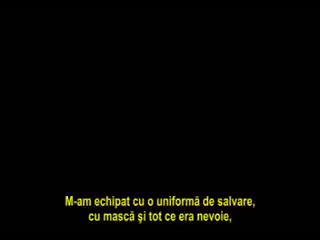 M-am echipat cu o uniformă de salvare,
cu mască şi tot ce era nevoie,